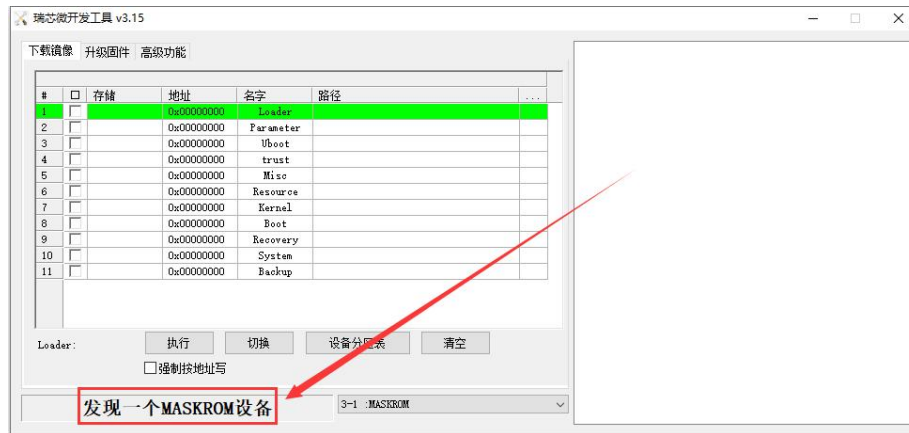 瑞芯微开发工具 v3.15
下载镜像 升级固件 高级功能
# 存储 地址 名字 路径 ...
1 0x00000000 Loader
2 0x00000000 Parameter
3 0x00000000 Uboot
4 0x00000000 trust
5 0x00000000 Misc
6 0x00000000 Resource
7 0x00000000 Kernel
8 0x00000000 Boot
9 0x00000000 Recovery
10 0x00000000 System
11 0x00000000 Backup
Loader: 执行 切换 设备分区表 清空
强制按地址写
发现一个MASKROM设备 3-1 :MASKROM